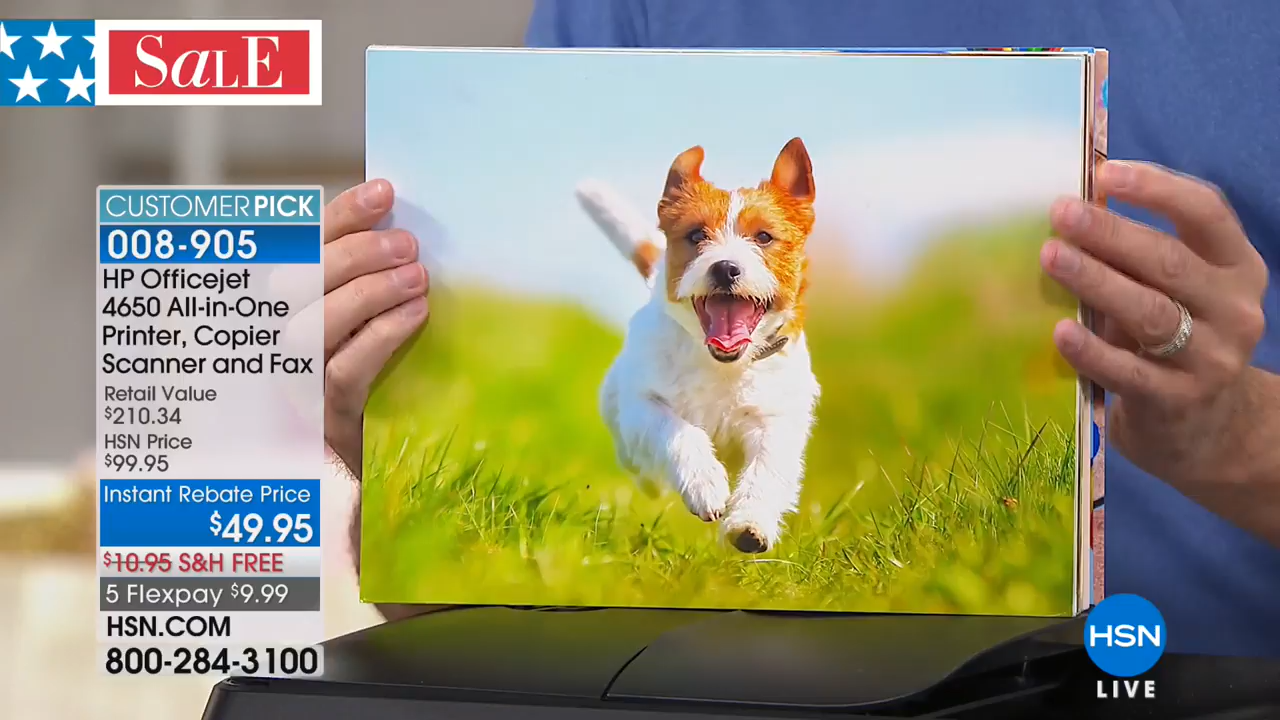 SaLE
CUSTOMERPICK
008-905
HP Officejet
4650 All-in-One
Printer, Copier
Scanner and Fax
Retail Value
$210.34
HSN Price
$99.95
Instant Rebate Price
$49.95
$10.95 S&H FREE
5 Flexpay $9.99
HSN.COM
800-284-3100
HSN
LIVE